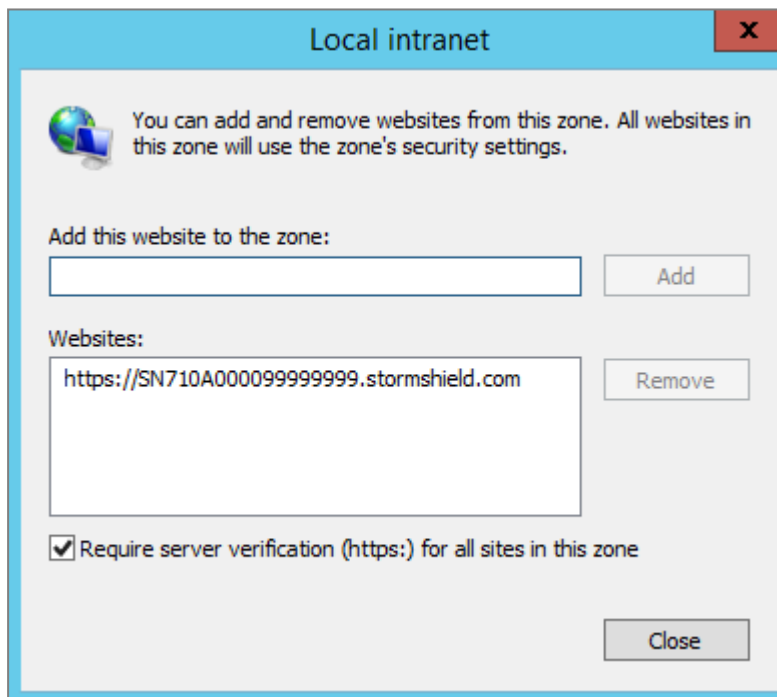 Local intranet
x
You can add and remove websites from this zone. All websites in
this zone will use the zone's security settings.
Add this website to the zone:
Add
Websites:
https://SN710A000099999999.stormshield.com
Remove
Require server verification (https:) for all sites in this zone
Close